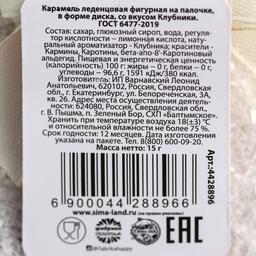 Карамель леденцовая фигурная на палочке,
в форме диска, со вкусом Клубники.
ГОСТ 6477-2019
Состав: сахар, глюкозный сироп, вода, регуля-
тор кислотности – лимонная кислота, нату-
ральный ароматизатор - Клубника; красители -
Кармины, Каротины, бета-апо-8'-Каротиновый
альдегид. Пищевая и энергетическая ценность
(калорийность) 100 г: жиры – 0 г, белки – 0 г,
углеводы – 96,6 г, 1591 кДж/380 ккал.
Изготовитель: ИП Варнавский Леонид
Анатольевич, 620102, Россия, Свердловская
обл., г. Екатеринбург, ул. Белореченская, 3А,
кв. 26. Адрес места осуществления
деятельности: 624080, Россия, Свердловская обл.,
г. В. Пышма, п. Зеленый Бор, СХП «Балтымское».
Хранить при температуре воздуха 18(±3) °С
и относительной влажности не более 75 %.
Срок годности: 12 месяцев. Дата изготовления
указана на упаковке. Тел. 8(800) 600-09-20.
Масса нетто: 15 г
Арт.:4428896
6 900044 288966
www.sima-land.ru
фабрика
счастья
@fabrikahappy
EAC